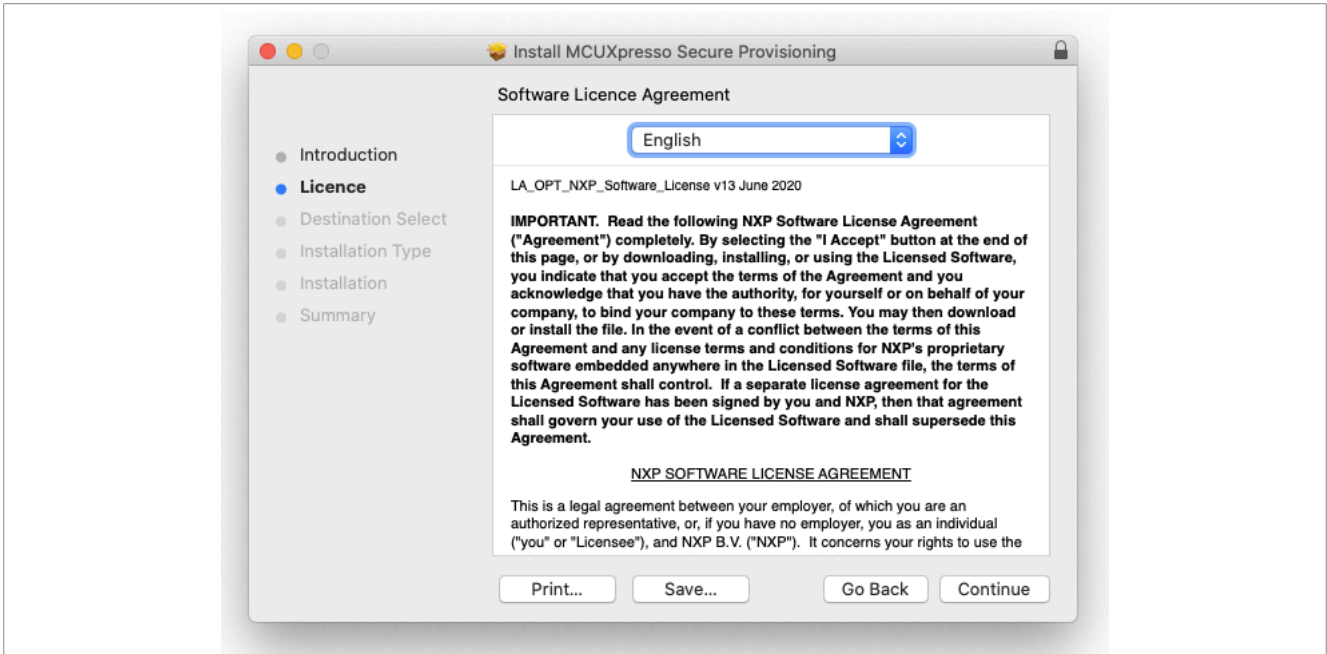 Install MCUXpresso Secure Provisioning
Software Licence Agreement
Introduction
Licence
Destination Select
Installation Type
Installation
Summary
English
LA_OPT_NXP_Software_License v13 June 2020
IMPORTANT.  Read the following NXP Software License Agreement
("Agreement") completely. By selecting the "I Accept" button at the end of
this page, or by downloading, installing, or using the Licensed Software,
you indicate that you accept the terms of the Agreement and you
acknowledge that you have the authority, for yourself or on behalf of your
company, to bind your company to these terms. You may then download
or install the file. In the event of a conflict between the terms of this
Agreement and any license terms and conditions for NXP's proprietary
software embedded anywhere in the Licensed Software file, the terms of
this Agreement shall control.  If a separate license agreement for the
Licensed Software has been signed by you and NXP, then that agreement
shall govern your use of the Licensed Software and shall supersede this
Agreement.
NXP SOFTWARE LICENSE AGREEMENT
This is a legal agreement between your employer, of which you are an
authorized representative, or, if you have no employer, you as an individual
("you" or "Licensee"), and NXP B.V. ("NXP").  It concerns your rights to use the
Print...
Save...
Go Back
Continue